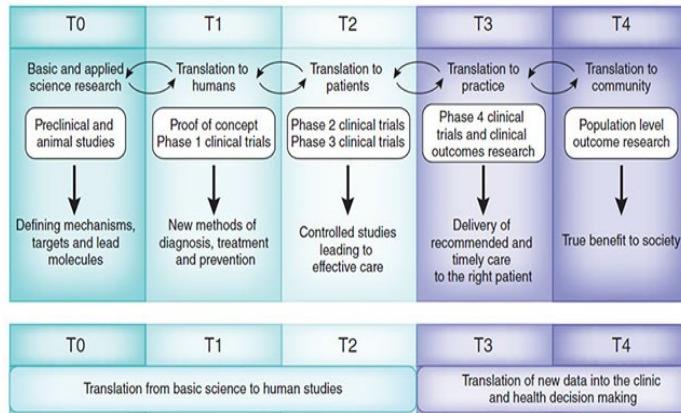 T0
T1
T2
T3
T4
Basic and applied
science research
Translation to
humans
Translation to
patients
Translation to
practice
Translation to
community
Preclinical and
animal studies
Proof of concept
Phase 1 clinical trials
Phase 2 clinical trials
Phase 3 clinical trials
Phase 4 clinical
trials and clinical
outcomes research
Population level
outcome research
Defining mechanisms,
targets and lead
molecules
New methods of
diagnosis, treatment
and prevention
Controlled studies
leading to
effective care
Delivery of
recommended and
timely care
to the right patient
True benefit to society
T0
T1
T2
T3
T4
Translation from basic science to human studies
Translation of new data into the clinic
and health decision making